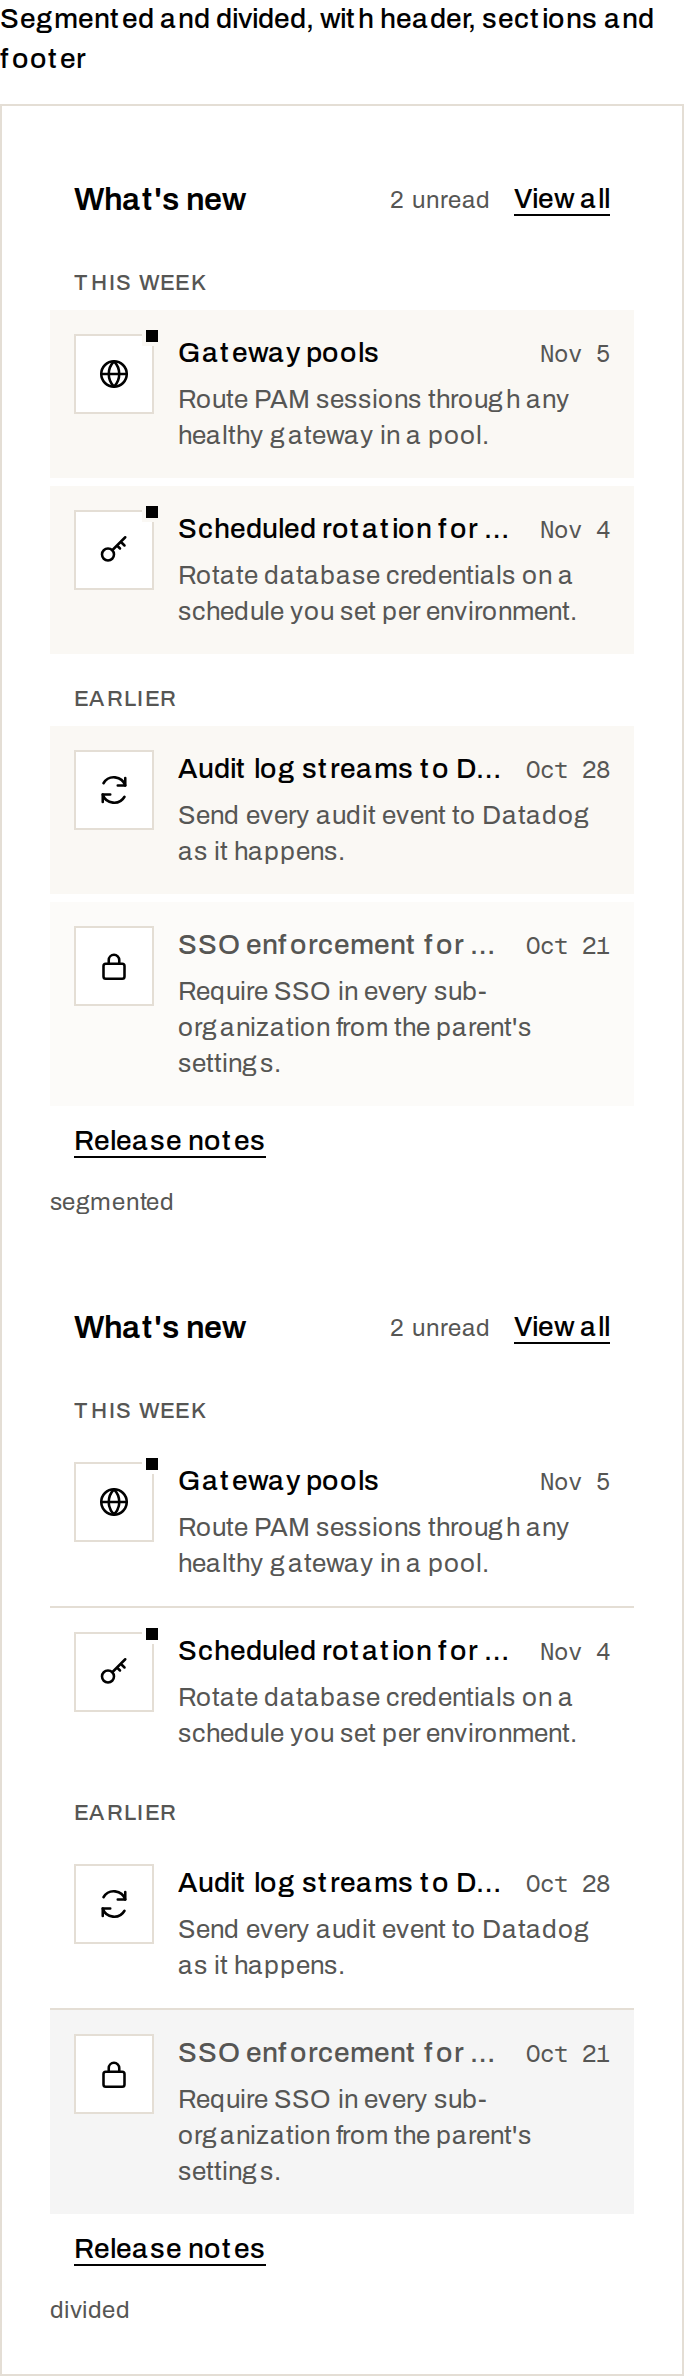 Segmented and divided, with header, sections and
footer
What's new
2 unread
View all
THIS WEEK
Gateway pools
Nov 5
Route PAM sessions through any
healthy gateway in a pool.
Scheduled rotation for ...
Nov 4
Rotate database credentials on a
schedule you set per environment.
EARLIER
Audit log streams to D...
Oct 28
Send every audit event to Datadog
as it happens.
SSO enforcement for ...
Oct 21
Require SSO in every sub-
organization from the parent's
settings.
Release notes
segmented
What's new
2 unread
View all
THIS WEEK
Gateway pools
Nov 5
Route PAM sessions through any
healthy gateway in a pool.
Scheduled rotation for ...
Nov 4
Rotate database credentials on a
schedule you set per environment.
EARLIER
Audit log streams to D...
Oct 28
Send every audit event to Datadog
as it happens.
SSO enforcement for ...
Oct 21
Require SSO in every sub-
organization from the parent's
settings.
Release notes
divided